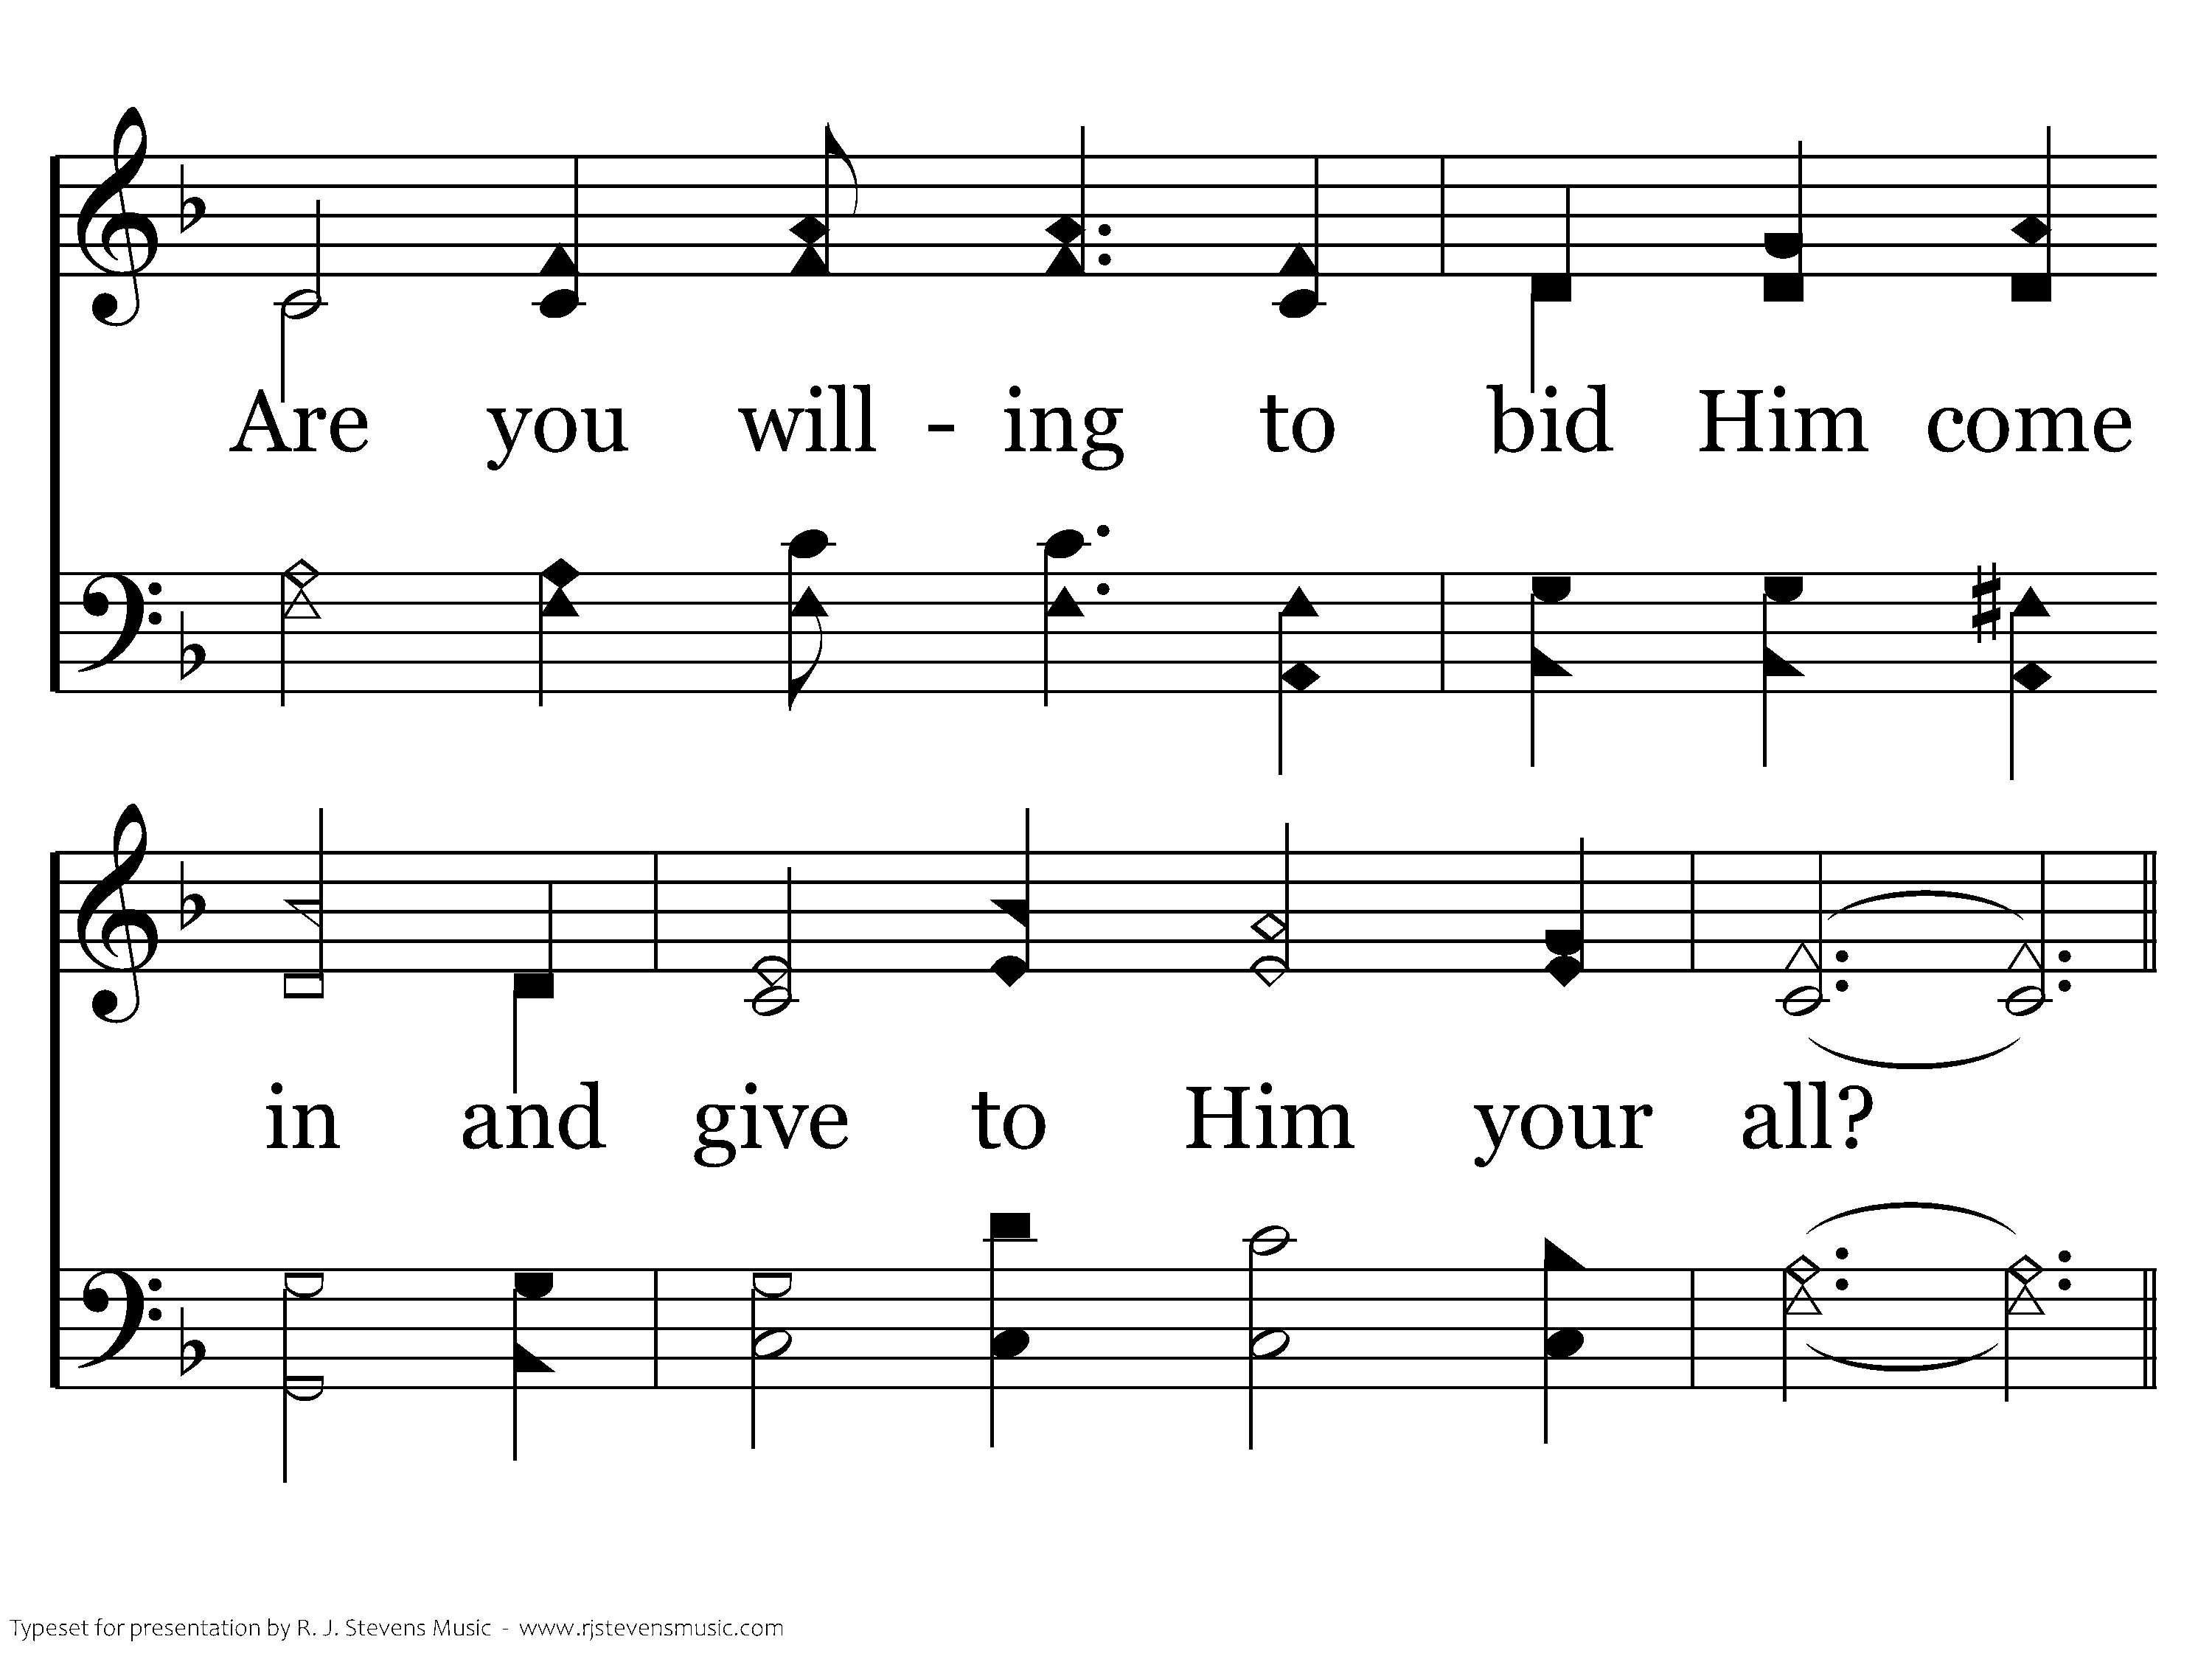 Are you will - ing to bid Him come
in and give to Him your all?
Typeset for presentation by R. J. Stevens Music - www.rjstevensmusic.com